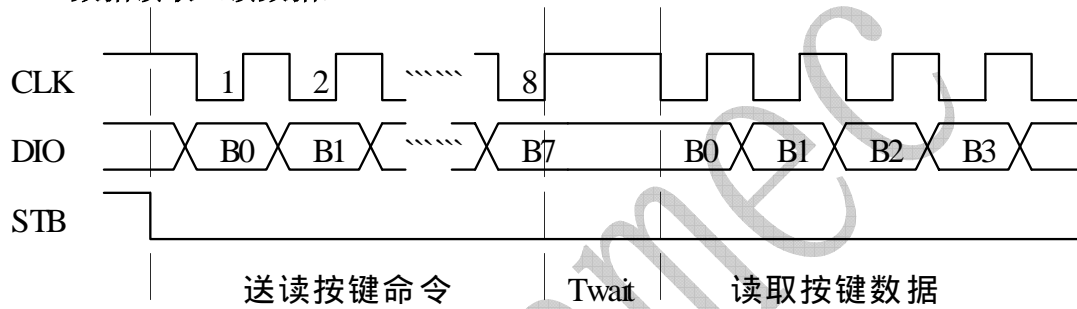 CLK 1 2 ...... 8
DIO B0 B1 ...... B7 B0 B1 B2 B3
STB
送读按键命令 Twait 读取按键数据